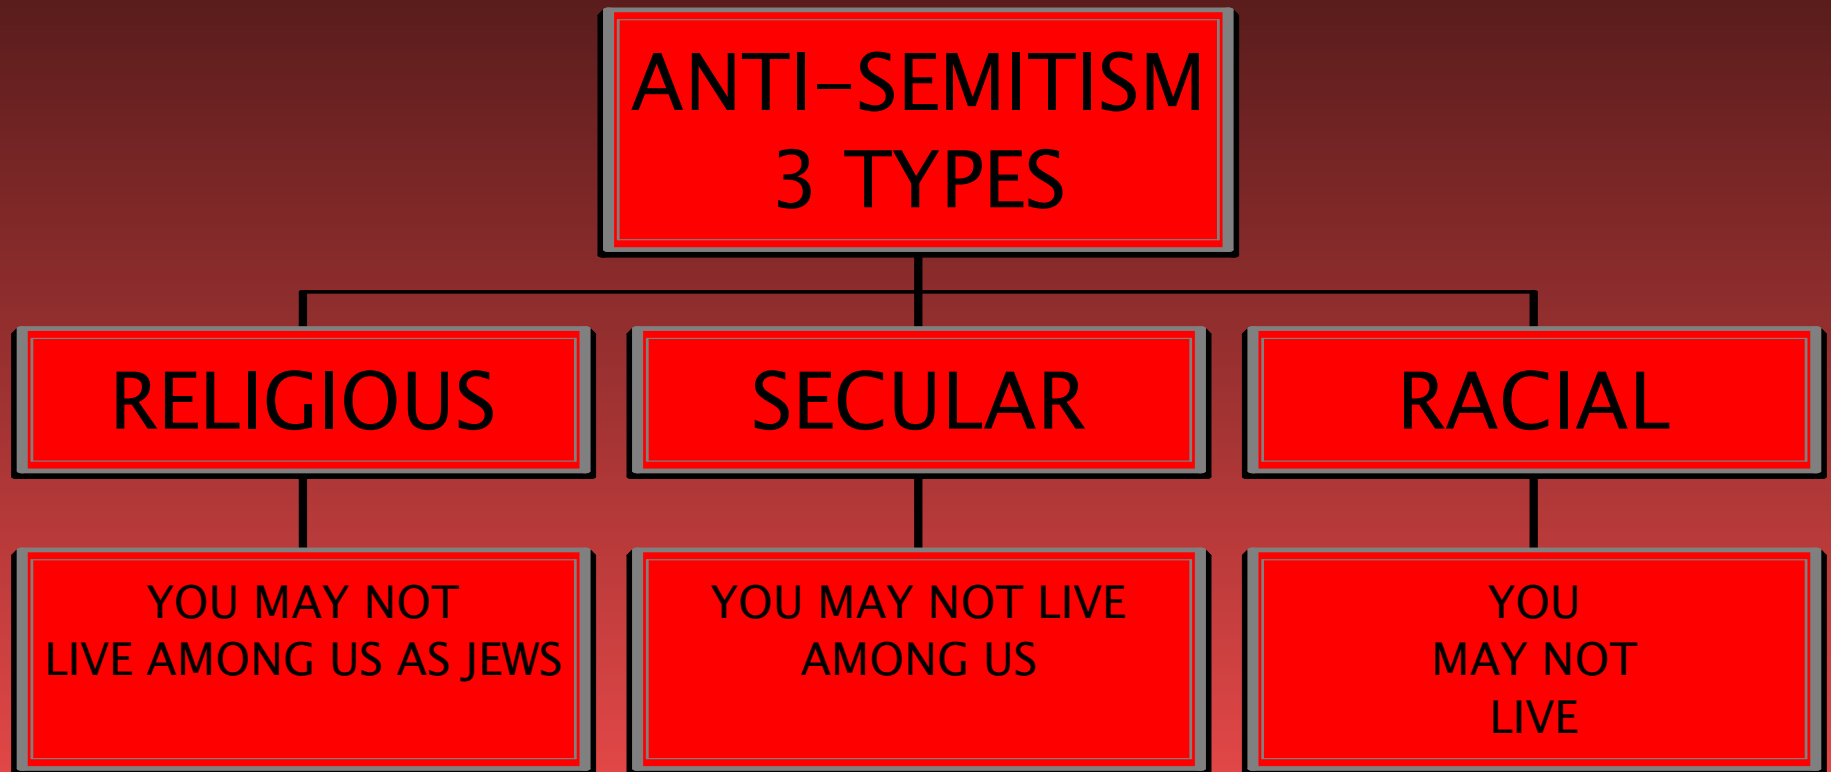 ANTI-SEMITISM
3 TYPES
RELIGIOUS
SECULAR
RACIAL
YOU MAY NOT
LIVE AMONG US AS JEWS
YOU MAY NOT LIVE
AMONG US
YOU
MAY NOT
LIVE